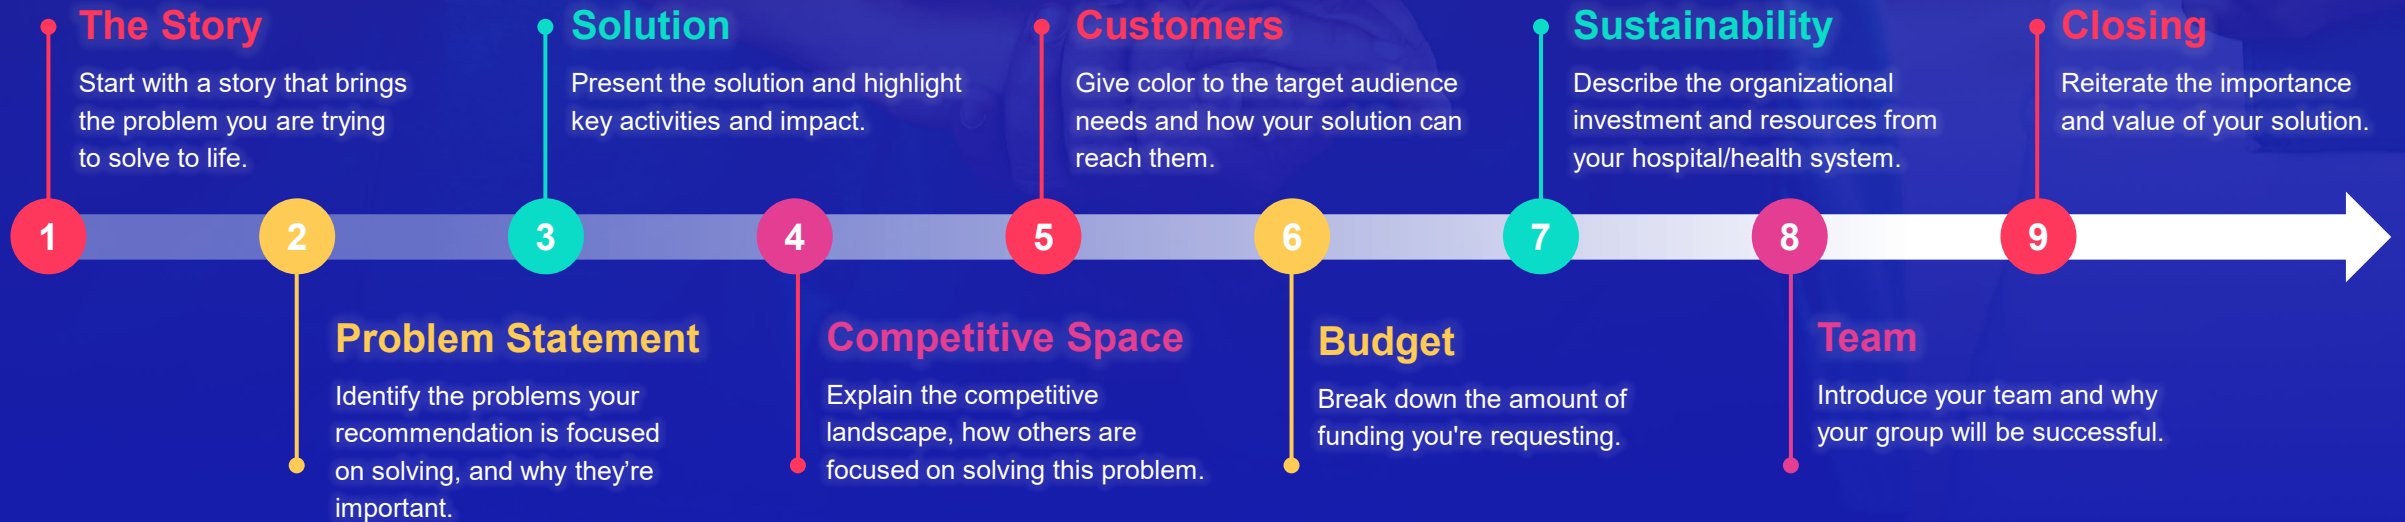 The Story
Start with a story that brings
the problem you are trying
to solve to life.
Solution
Present the solution and highlight
key activities and impact.
Customers
Give color to the target audience
needs and how your solution can
reach them.
Sustainability
Describe the organizational
investment and resources from
your hospital/health system.
Closing
Reiterate the importance
and value of your solution.
1
2
3
4
5
6
7
8
9
Problem Statement
Identify the problems your
recommendation is focused
on solving, and why they’re
important.
Competitive Space
Explain the competitive
landscape, how others are
focused on solving this problem.
Budget
Break down the amount of
funding you're requesting.
Team
Introduce your team and why
your group will be successful.